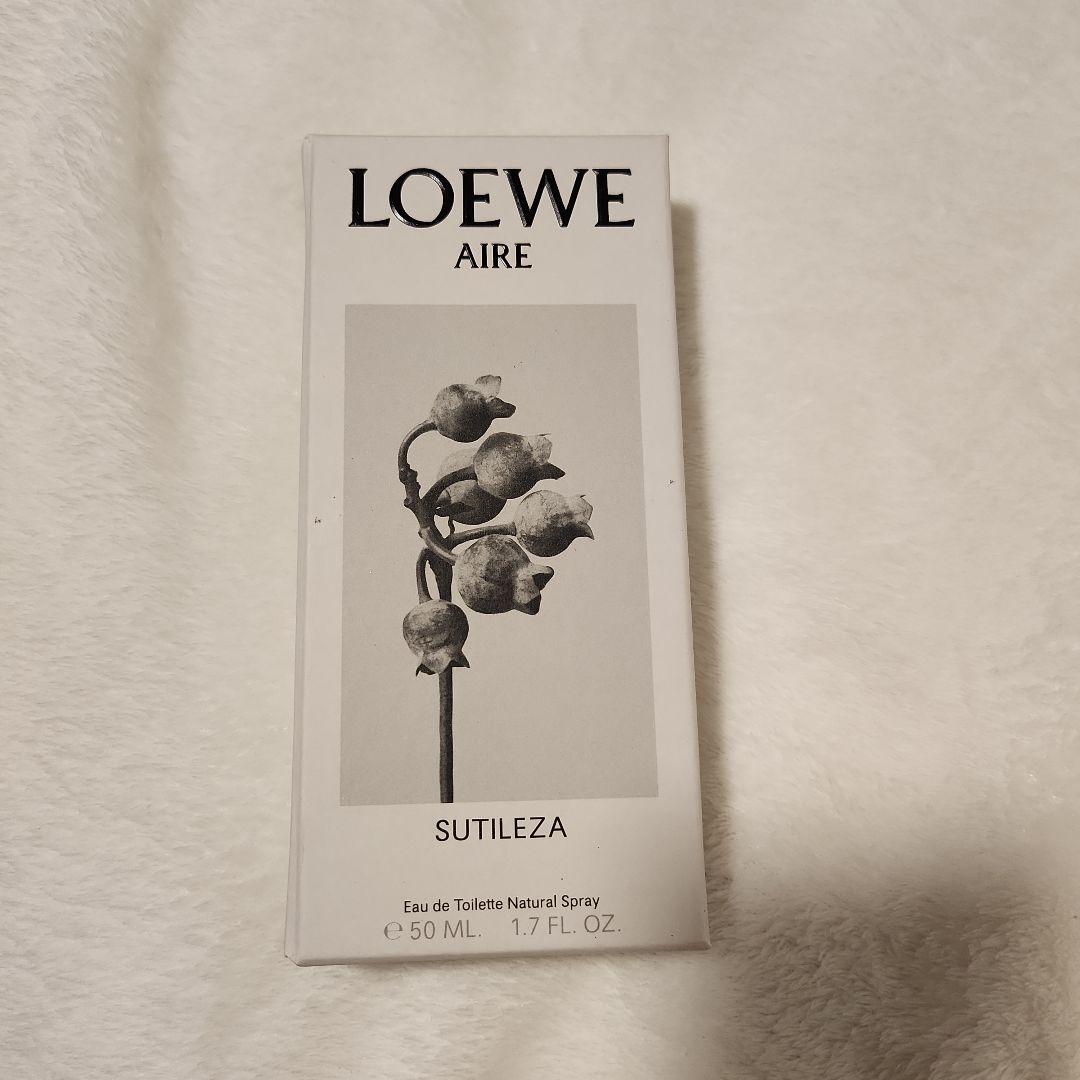 LOEWE
AIRE
SUTILEZA
Eau de Toilette Natural Spray
℮ 50 ML. 1.7 FL. OZ.